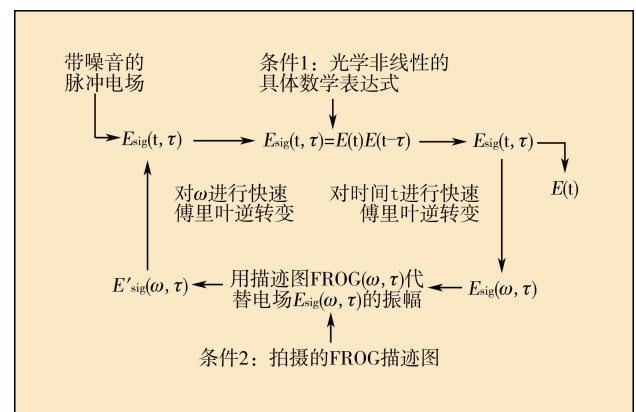 带噪音的
脉冲电场
条件1：光学非线性的
具体数学表达式
Esig(t, τ)
Esig(t, τ)=E(t)E(t-τ)
Esig(t, τ)
E(t)
对ω进行快速
傅里叶逆转变
对时间t进行快速
傅里叶逆转变
E′sig(ω, τ)
用描迹图FROG(ω, τ)代
替电场Esig(ω, τ)的振幅
Esig(ω, τ)
条件2：拍摄的FROG描迹图